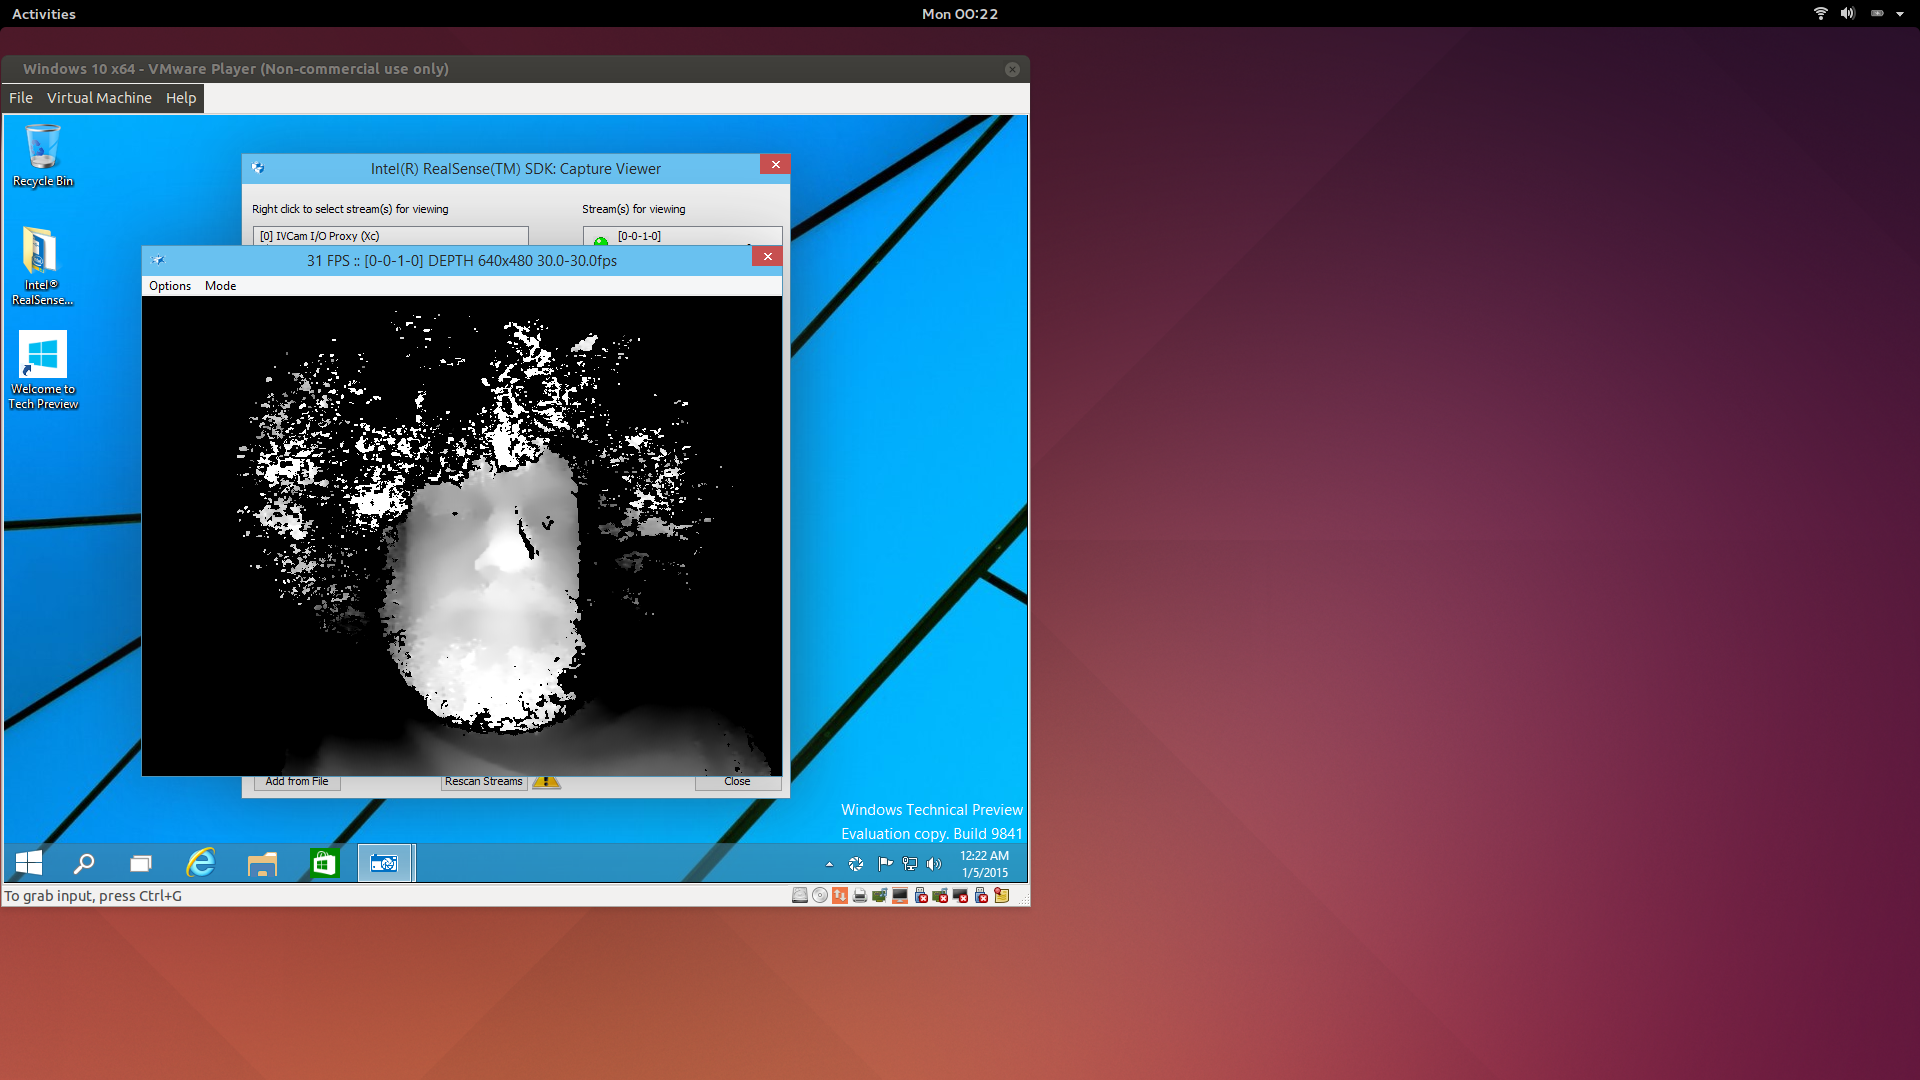 Activities
Mon 00:22
Windows 10 x64 - VMware Player (Non-commercial use only)
File Virtual Machine Help
Recycle Bin
Intel®
RealSense...
Welcome to
Tech Preview
Intel(R) RealSense(TM) SDK: Capture Viewer
Right click to select stream(s) for viewing
Stream(s) for viewing
[0] IVCam I/O Proxy (Xc)
[0-0-1-0]
31 FPS :: [0-0-1-0] DEPTH 640x480 30.0-30.0fps
Options Mode
Add from File
Rescan Streams
Close
Windows Technical Preview
Evaluation copy. Build 9841
12:22 AM
1/5/2015
To grab input, press Ctrl+G